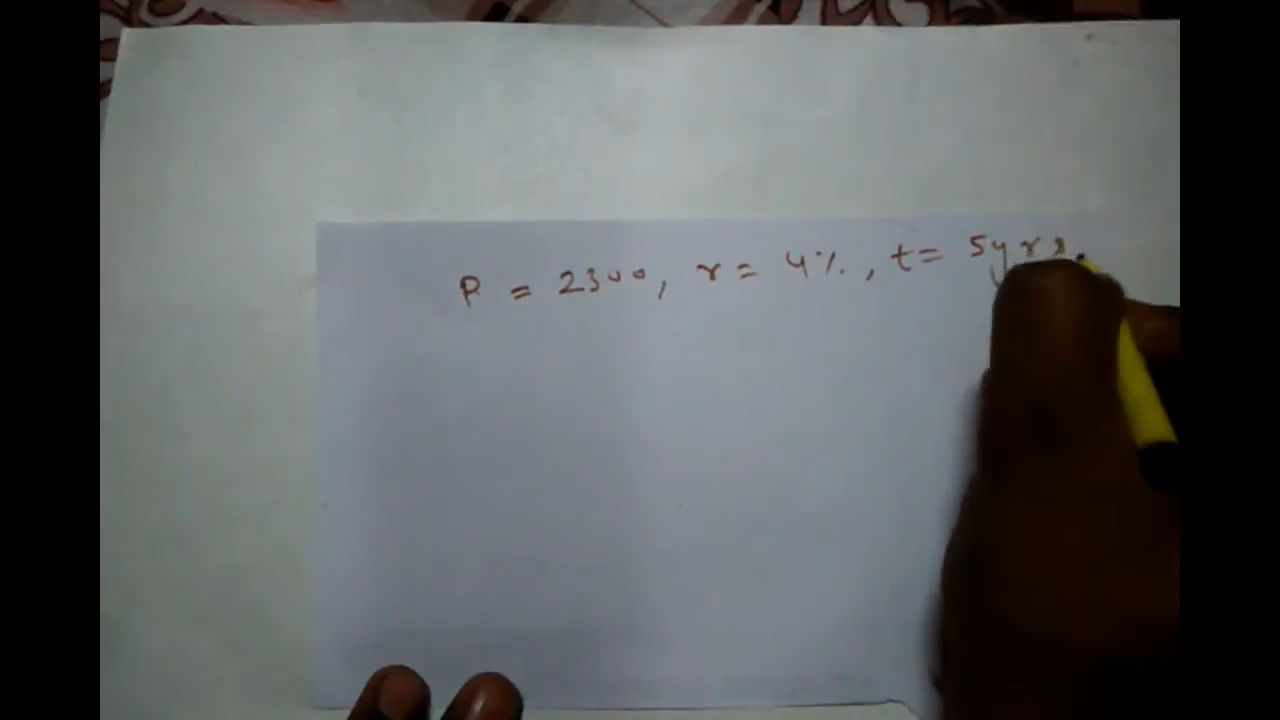 P = 2300, r = 4%, t = 5yrs.